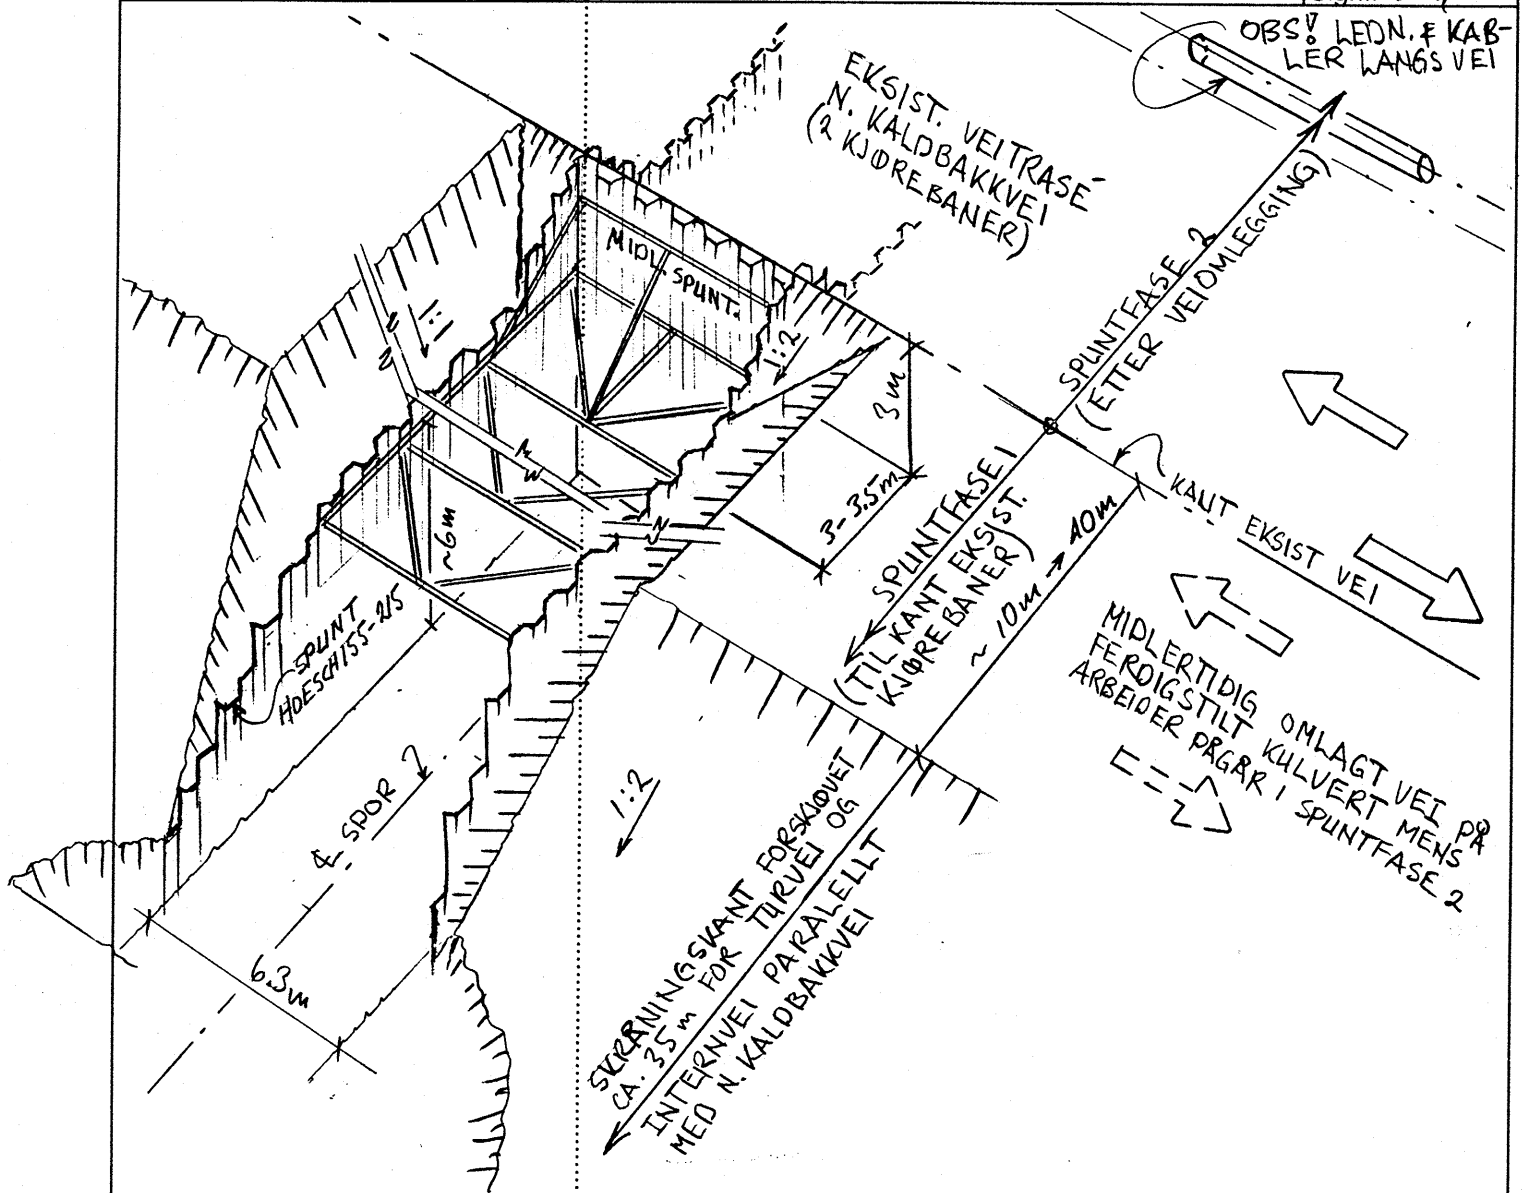 OBS! LEDN. & KAB-
LER LANGS VEI
EKSIST. VEITRASE-
N. KALDBAKKVEI
(2 KJØREBANER)
MIDL. SPUNT.
1:1
1:2
3 m
3-3.5m
~6m
SPUNTFASE 2
(ETTER VEIOMLEGGING)
SPUNTFASE 1
(TIL KANT EKSIST.
KJØREBANER)
~ 10m → 40m
KANT EKSIST VEI
SPUNT
HOESCH 155-215
MIDLERTIDIG OMLAGT VEI PÅ
FERDIGSTILT KULVERT MENS
ARBEIDER PÅGÅR I SPUNTFASE 2
℄ SPOR 2
1:2
6.3m
SKRÅNINGSKANT FORSKJØVET
CA. 35 m FOR TURVEI OG
INTERNVEI PARALELLT
MED N. KALDBAKKVEI